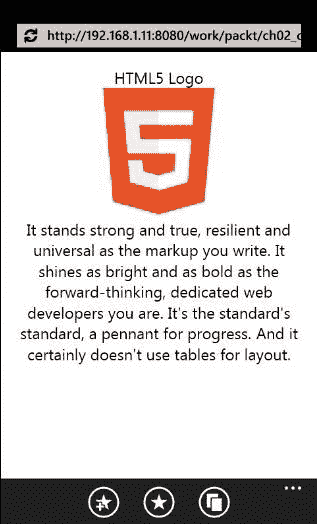 http://192.168.1.11:8080/work/packt/ch02_
HTML5 Logo
5
It stands strong and true, resilient and
universal as the markup you write. It
shines as bright and as bold as the
forward-thinking, dedicated web
developers you are. It's the standard's
standard, a pennant for progress. And it
certainly doesn't use tables for layout.